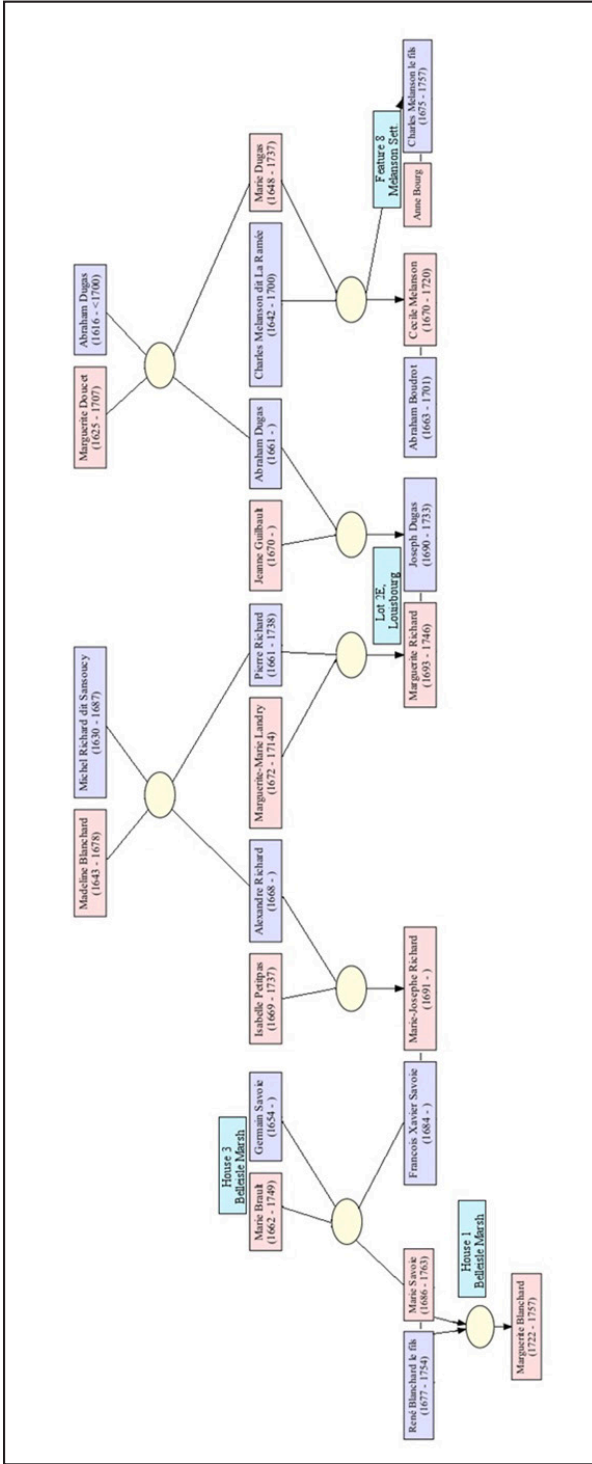 Madeline Blanchard
(1643 - 1678)
Michel Richard dit Sansoucy
(1630 - 1687)
Marguerite Doucet
(1625 - 1707)
Abraham Dugas
(1616 - <1700)
House 3
Belleisle Marsh
Marie Brault
(1662 - 1749)
Germain Savoie
(1654 - )
Isabelle Petitpas
(1669 - 1737)
Alexandre Richard
(1668 - )
Marguerite-Marie Landry
(1672 - 1714)
Pierre Richard
(1661 - 1738)
Jeanne Guilbault
(1670 - )
Abraham Dugas
(1661 - )
Charles Melanson dit La Ramée
(1642 - 1700)
Marie Dugas
(1648 - 1737)
Lot 2E,
Louisbourg
Feature 8
Melanson Sett.
René Blanchard le fils
(1677 - 1754)
Marie Savoie
(1686 - 1763)
Francois Xavier Savoie
(1684 - )
Marie-Josephe Richard
(1691 - )
Marguerite Richard
(1693 - 1746)
Joseph Dugas
(1690 - 1733)
Abraham Boudrot
(1663 - 1701)
Cecile Melanson
(1670 - 1720)
Anne Bourg
Charles Melanson le fils
(1675 - 1757)
House 1
Belleisle Marsh
Marguerite Blanchard
(1722 - 1757)